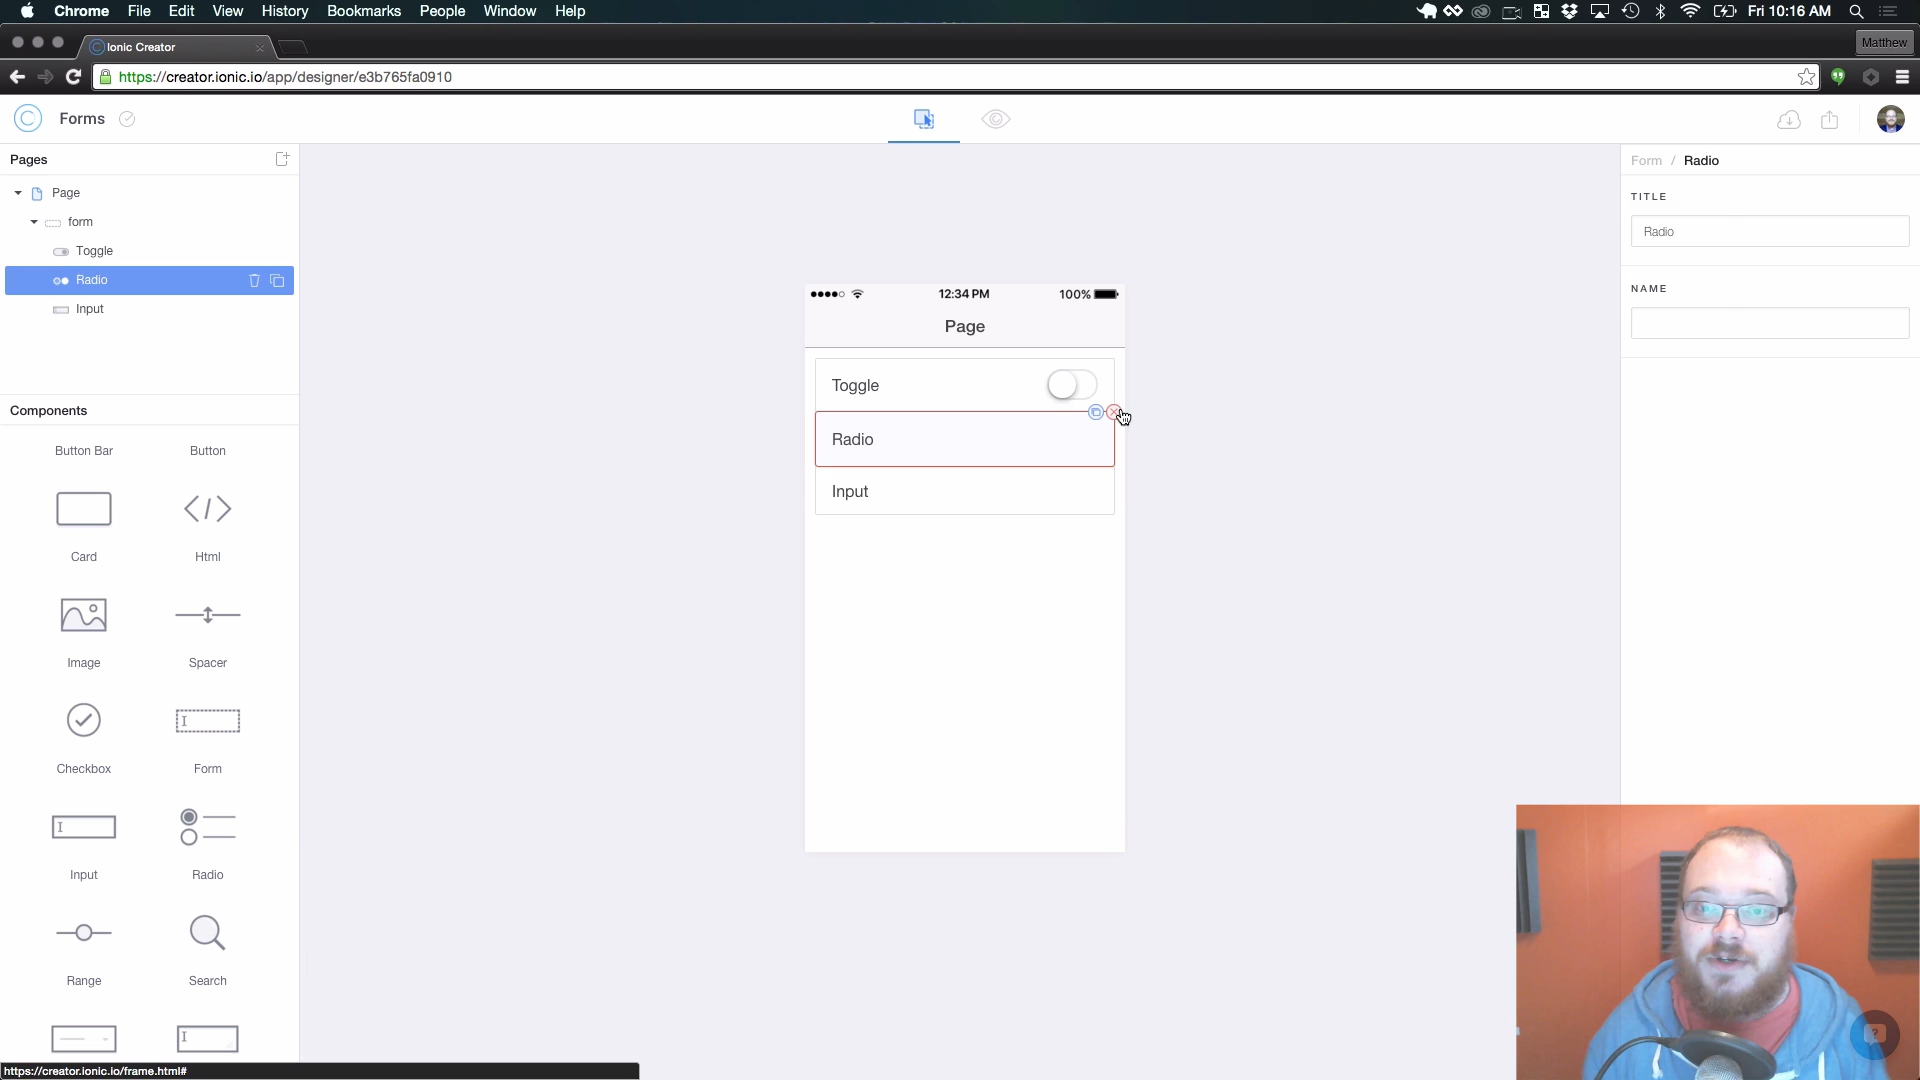 Chrome File Edit View History Bookmarks People Window Help Fri 10:16 AM
Ionic Creator Matthew
https://creator.ionic.io/app/designer/e3b765fa0910
Forms
Pages
Page
form
Toggle
Radio
Input
Components
Button Bar Button
Card Html
Image Spacer
Checkbox Form
Input Radio
Range Search
https://creator.ionic.io/frame.html#
12:34 PM 100%
Page
Toggle
Radio
Input
Form / Radio
TITLE
Radio
NAME